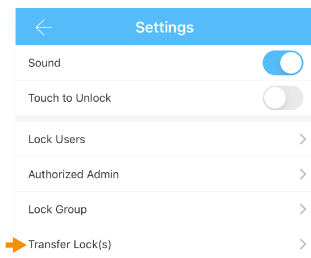 Settings
Sound
Touch to Unlock
Lock Users
Authorized Admin
Lock Group
Transfer Lock(s)